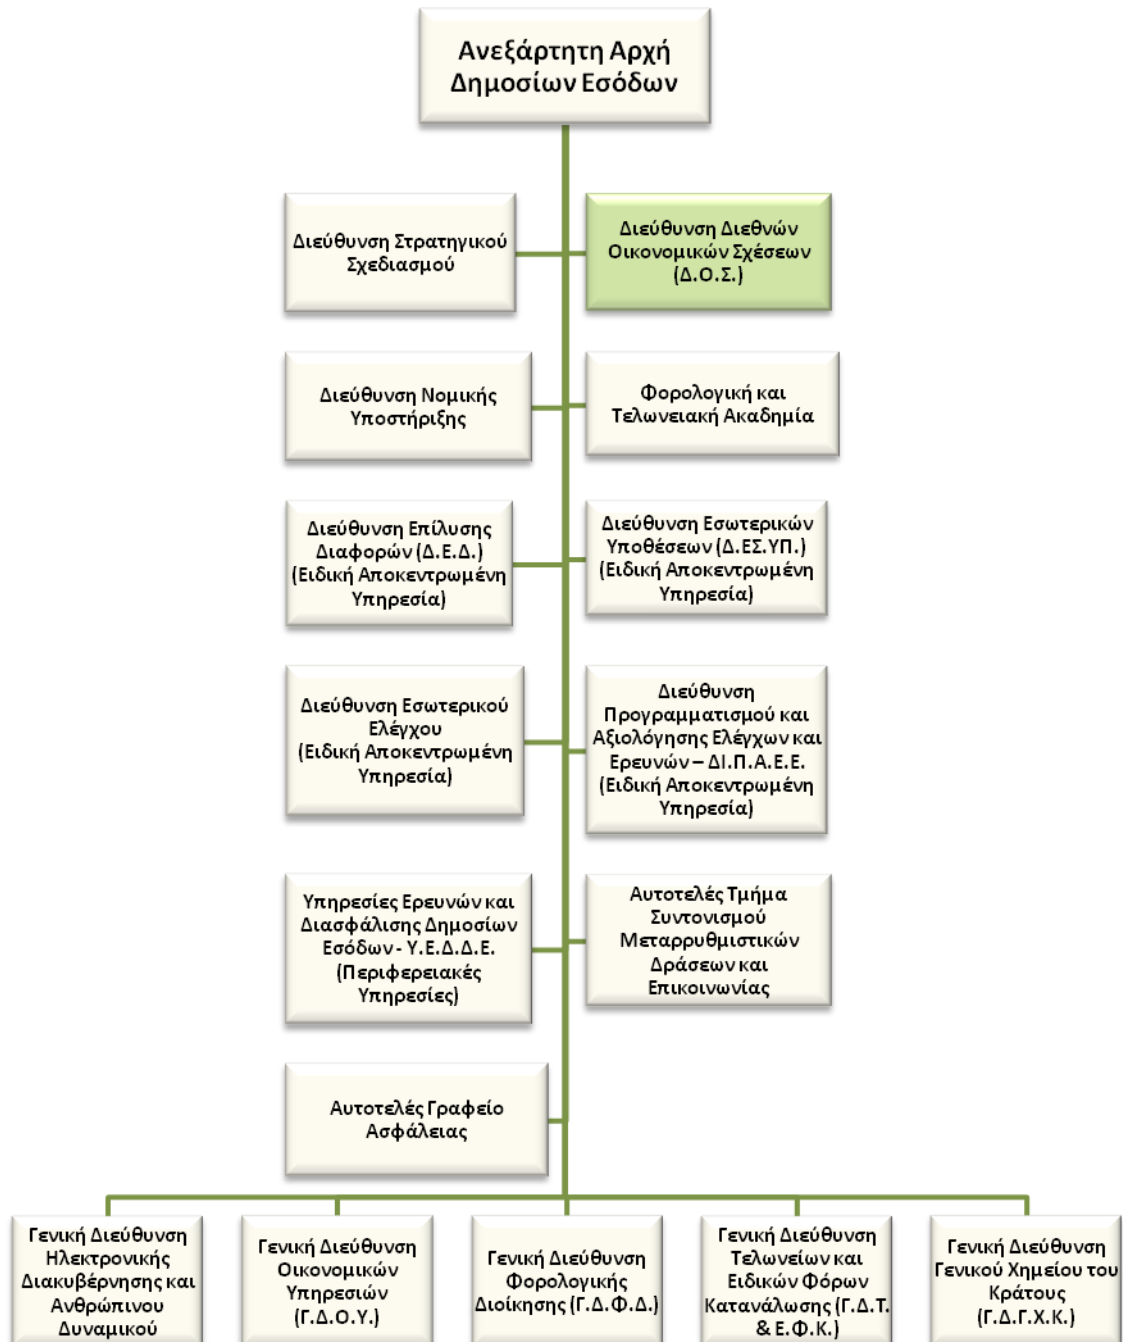 Ανεξάρτητη Αρχή
Δημοσίων Εσόδων
Διεύθυνση Στρατηγικού
Σχεδιασμού
Διεύθυνση Διεθνών
Οικονομικών Σχέσεων
(Δ.Ο.Σ.)
Διεύθυνση Νομικής
Υποστήριξης
Φορολογική και
Τελωνειακή Ακαδημία
Διεύθυνση Επίλυσης
Διαφορών (Δ.Ε.Δ.)
(Ειδική Αποκεντρωμένη
Υπηρεσία)
Διεύθυνση Εσωτερικών
Υποθέσεων (Δ.ΕΣ.ΥΠ.)
(Ειδική Αποκεντρωμένη
Υπηρεσία)
Διεύθυνση Εσωτερικού
Ελέγχου
(Ειδική Αποκεντρωμένη
Υπηρεσία)
Διεύθυνση
Προγραμματισμού και
Αξιολόγησης Ελέγχων και
Ερευνών – ΔΙ.Π.Α.Ε.Ε.
(Ειδική Αποκεντρωμένη
Υπηρεσία)
Υπηρεσίες Ερευνών και
Διασφάλισης Δημοσίων
Εσόδων - Υ.Ε.Δ.Δ.Ε.
(Περιφερειακές
Υπηρεσίες)
Αυτοτελές Τμήμα
Συντονισμού
Μεταρρυθμιστικών
Δράσεων και
Επικοινωνίας
Αυτοτελές Γραφείο
Ασφάλειας
Γενική Διεύθυνση
Ηλεκτρονικής
Διακυβέρνησης και
Ανθρώπινου
Δυναμικού
Γενική Διεύθυνση
Οικονομικών
Υπηρεσιών
(Γ.Δ.Ο.Υ.)
Γενική Διεύθυνση
Φορολογικής
Διοίκησης (Γ.Δ.Φ.Δ.)
Γενική Διεύθυνση
Τελωνείων και
Ειδικών Φόρων
Κατανάλωσης (Γ.Δ.Τ.
& Ε.Φ.Κ.)
Γενική Διεύθυνση
Γενικού Χημείου του
Κράτους
(Γ.Δ.Γ.Χ.Κ.)